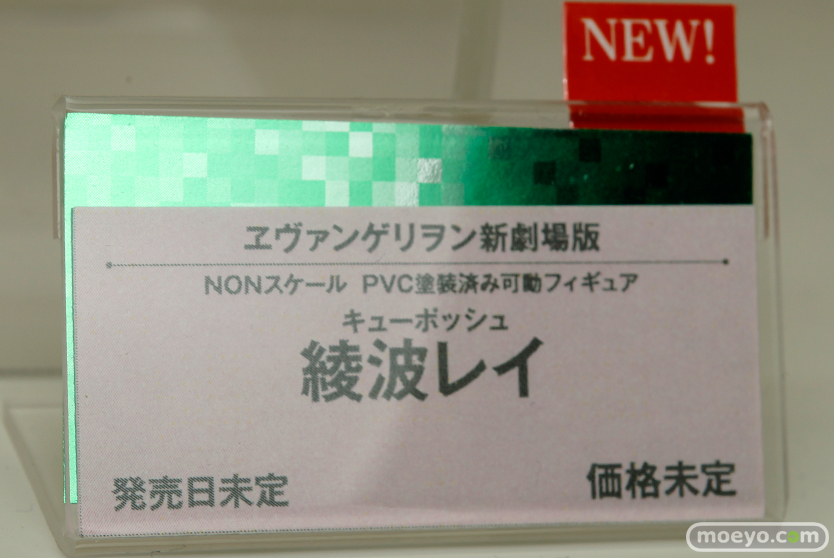 NEW!
ヱヴァンゲリヲン新劇場版
NONスケール PVC塗装済み可動フィギュア
キューポッシュ
綾波レイ
発売日未定 価格未定
moeyo.com